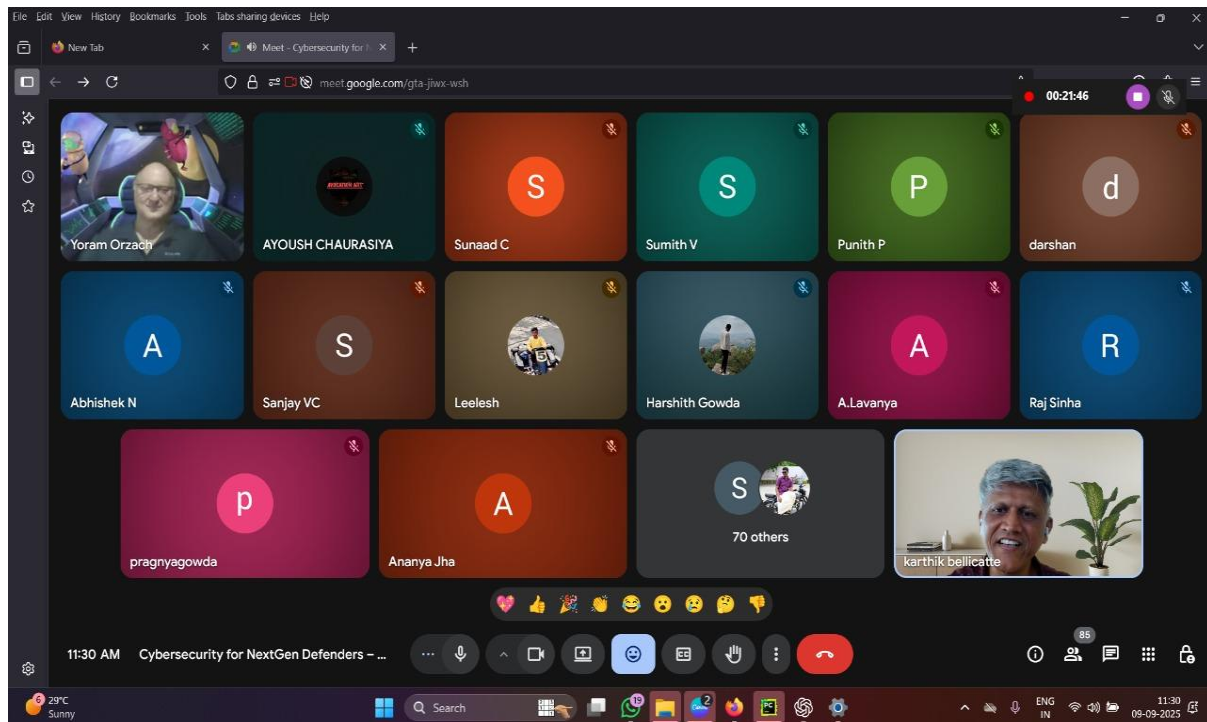 File Edit View History Bookmarks Tools Tabs sharing devices Help
New Tab
Meet - Cybersecurity for N
meet.google.com/gta-jiwx-wsh
00:21:46
Yoram Orzach
AYOUSH CHAURASIYA
S
Sunaad C
S
Sumith V
P
Punith P
d
darshan
A
Abhishek N
S
Sanjay VC
Leelesh
Harshith Gowda
A
A.Lavanya
R
Raj Sinha
p
pragnyagowda
A
Ananya Jha
S
70 others
karthik bellicatte
11:30 AM Cybersecurity for NextGen Defenders – ...
85
6
29°C
Sunny
Search
19
2
ENG
IN
11:30
09-09-2025